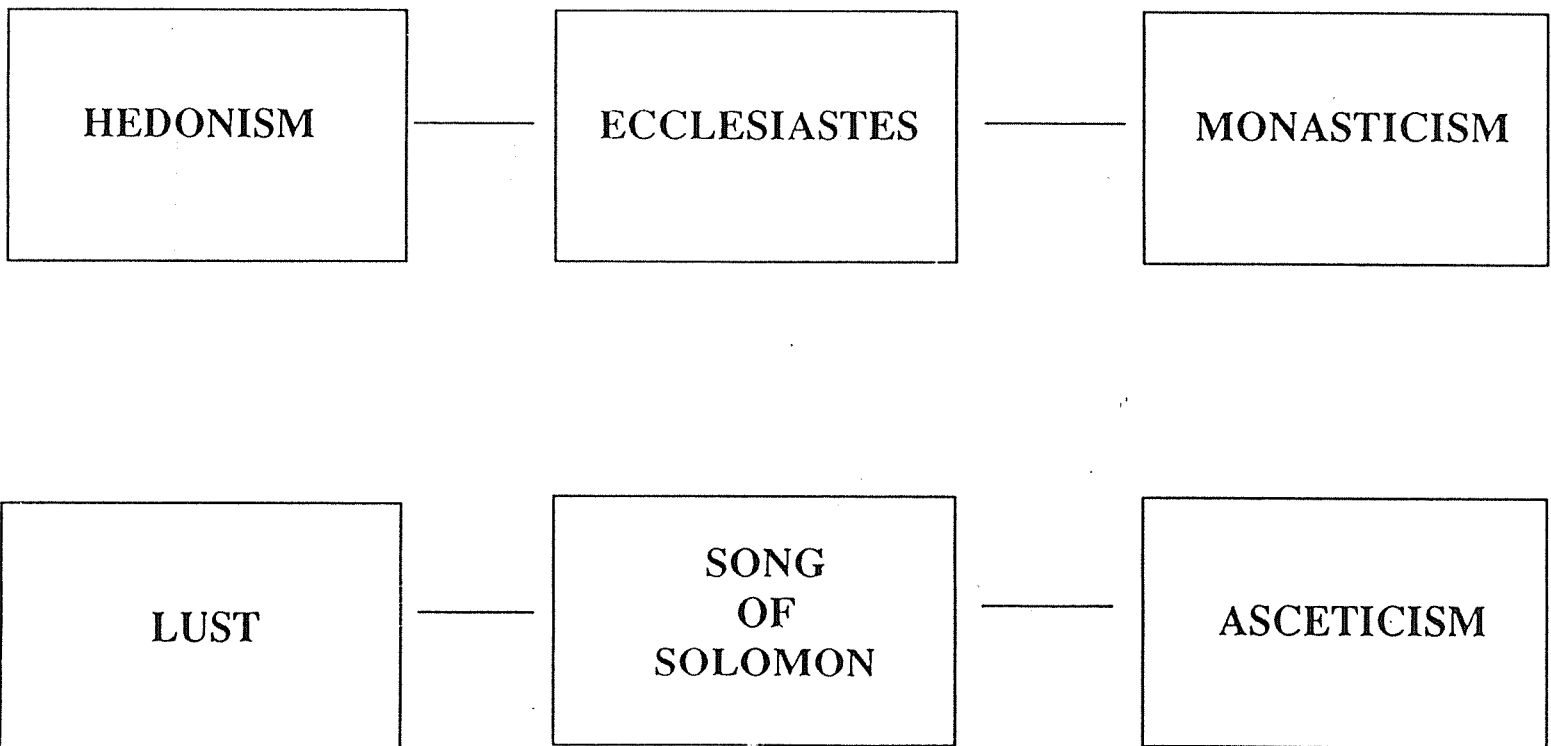 HEDONISM
ECCLESIASTES
MONASTICISM
LUST
SONG
OF
SOLOMON
ASCETICISM